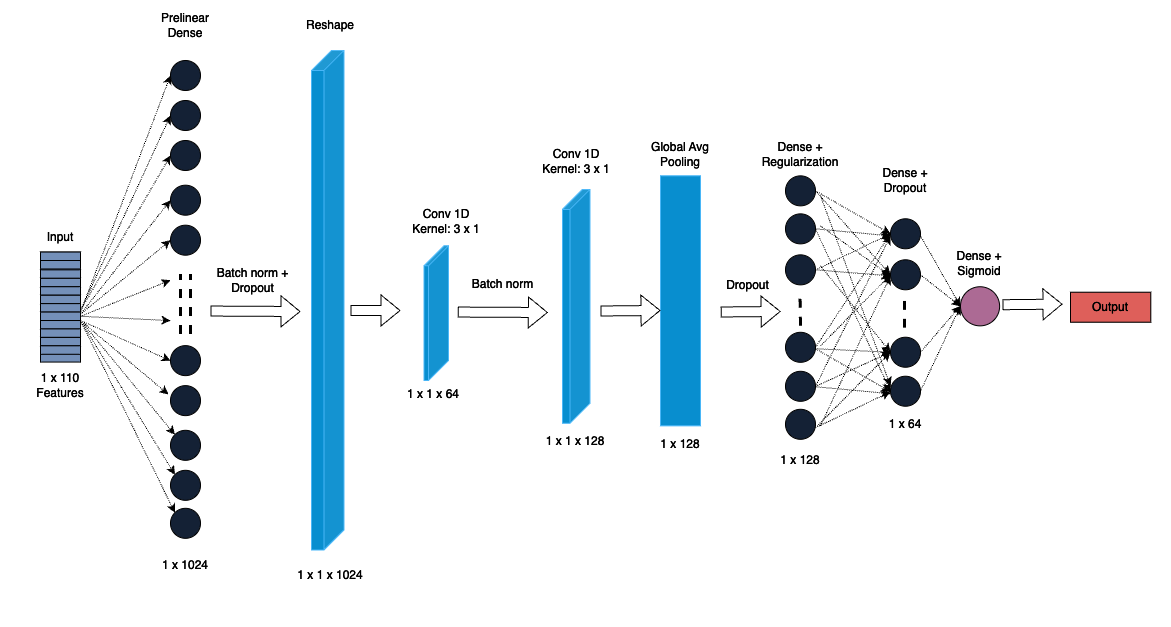 Prelinear
Dense
Reshape
Input
1 x 110
Features
1 x 1024
Batch norm +
Dropout
1 x 1 x 1024
Conv 1D
Kernel: 3 x 1
1 x 1 x 64
Batch norm
Conv 1D
Kernel: 3 x 1
1 x 1 x 128
Global Avg
Pooling
1 x 128
Dropout
Dense +
Regularization
1 x 128
Dense +
Dropout
1 x 64
Dense +
Sigmoid
Output